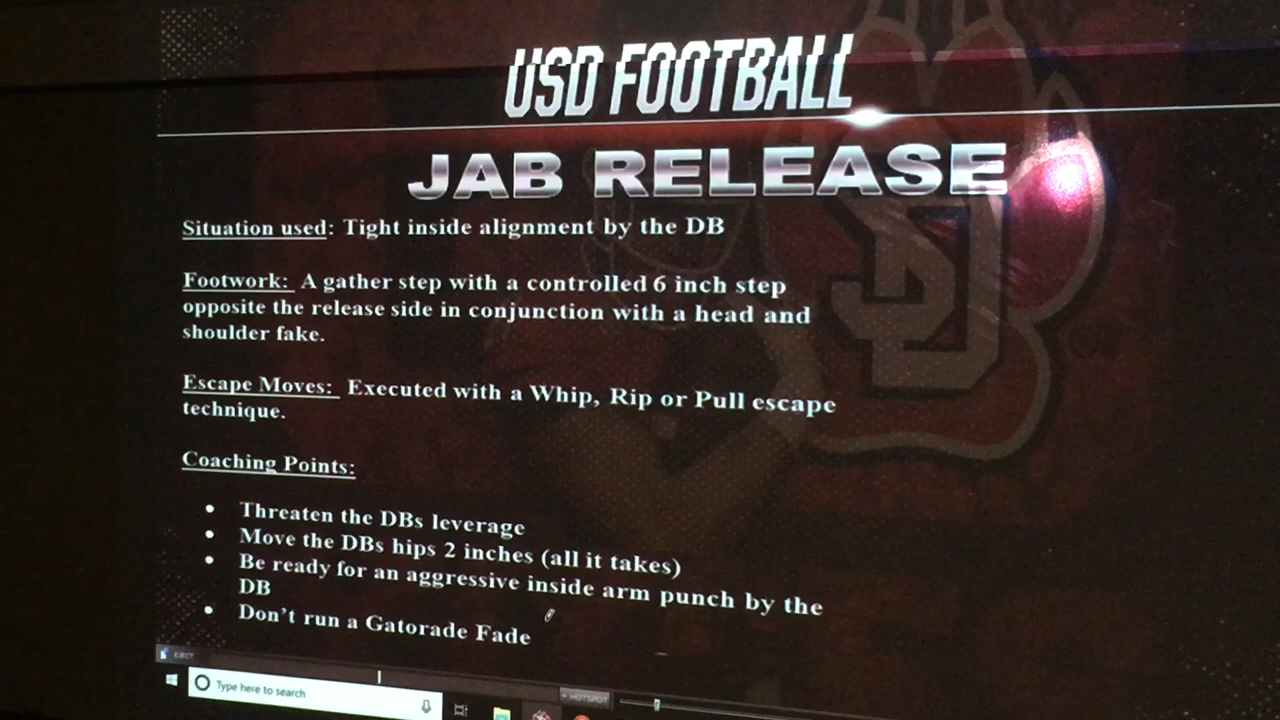 USD FOOTBALL
JAB RELEASE
Situation used: Tight inside alignment by the DB
Footwork: A gather step with a controlled 6 inch step
opposite the release side in conjunction with a head and
shoulder fake.
Escape Moves: Executed with a Whip, Rip or Pull escape
technique.
Coaching Points:
• Threaten the DBs leverage
• Move the DBs hips 2 inches (all it takes)
• Be ready for an aggressive inside arm punch by the
DB
• Don't run a Gatorade Fade
EJECT
HOTSPOT
Type here to search